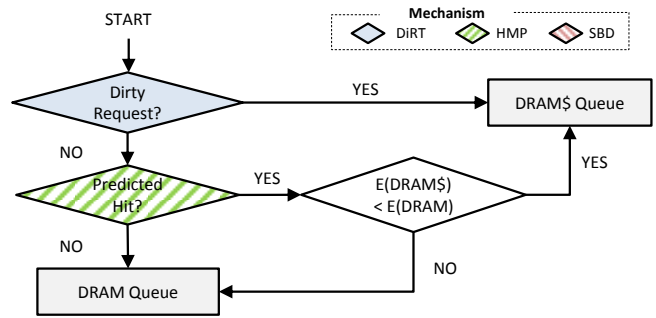 START
Mechanism
DiRT HMP SBD
Dirty
Request?
YES
DRAM$ Queue
NO
Predicted
Hit?
YES
E(DRAM$)
< E(DRAM)
YES
NO
NO
DRAM Queue